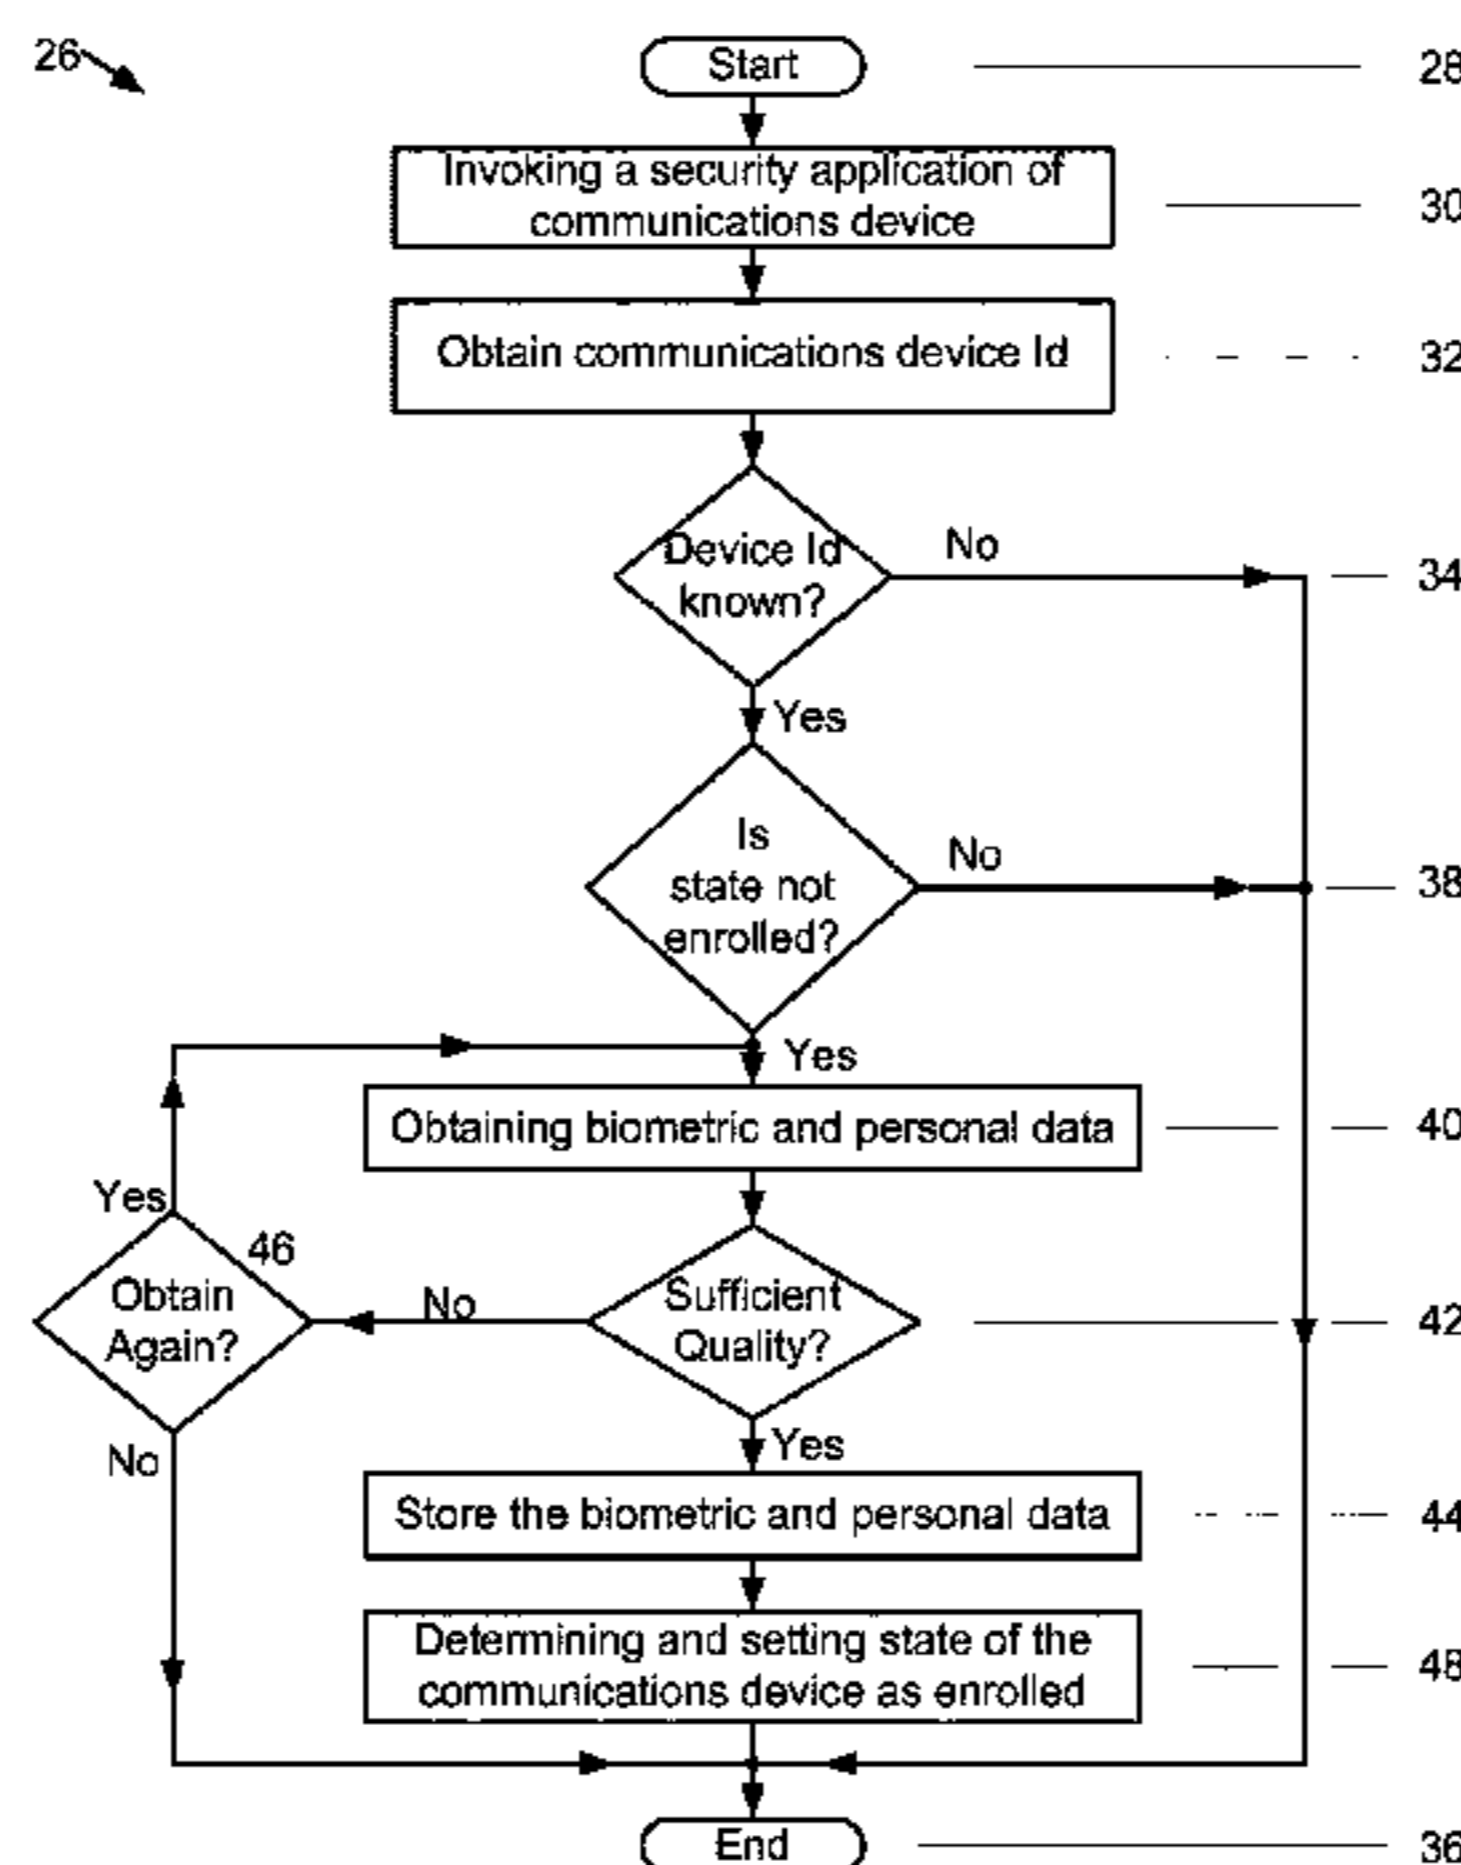 26
Start
28
Invoking a security application of
communications device
30
Obtain communications device Id
32
Device Id
known?
No
34
Yes
Is
state not
enrolled?
No
38
Yes
Obtaining biometric and personal data
40
Yes
46
Obtain
Again?
No
Sufficient
Quality?
42
No
Yes
Store the biometric and personal data
44
Determining and setting state of the
communications device as enrolled
48
End
36